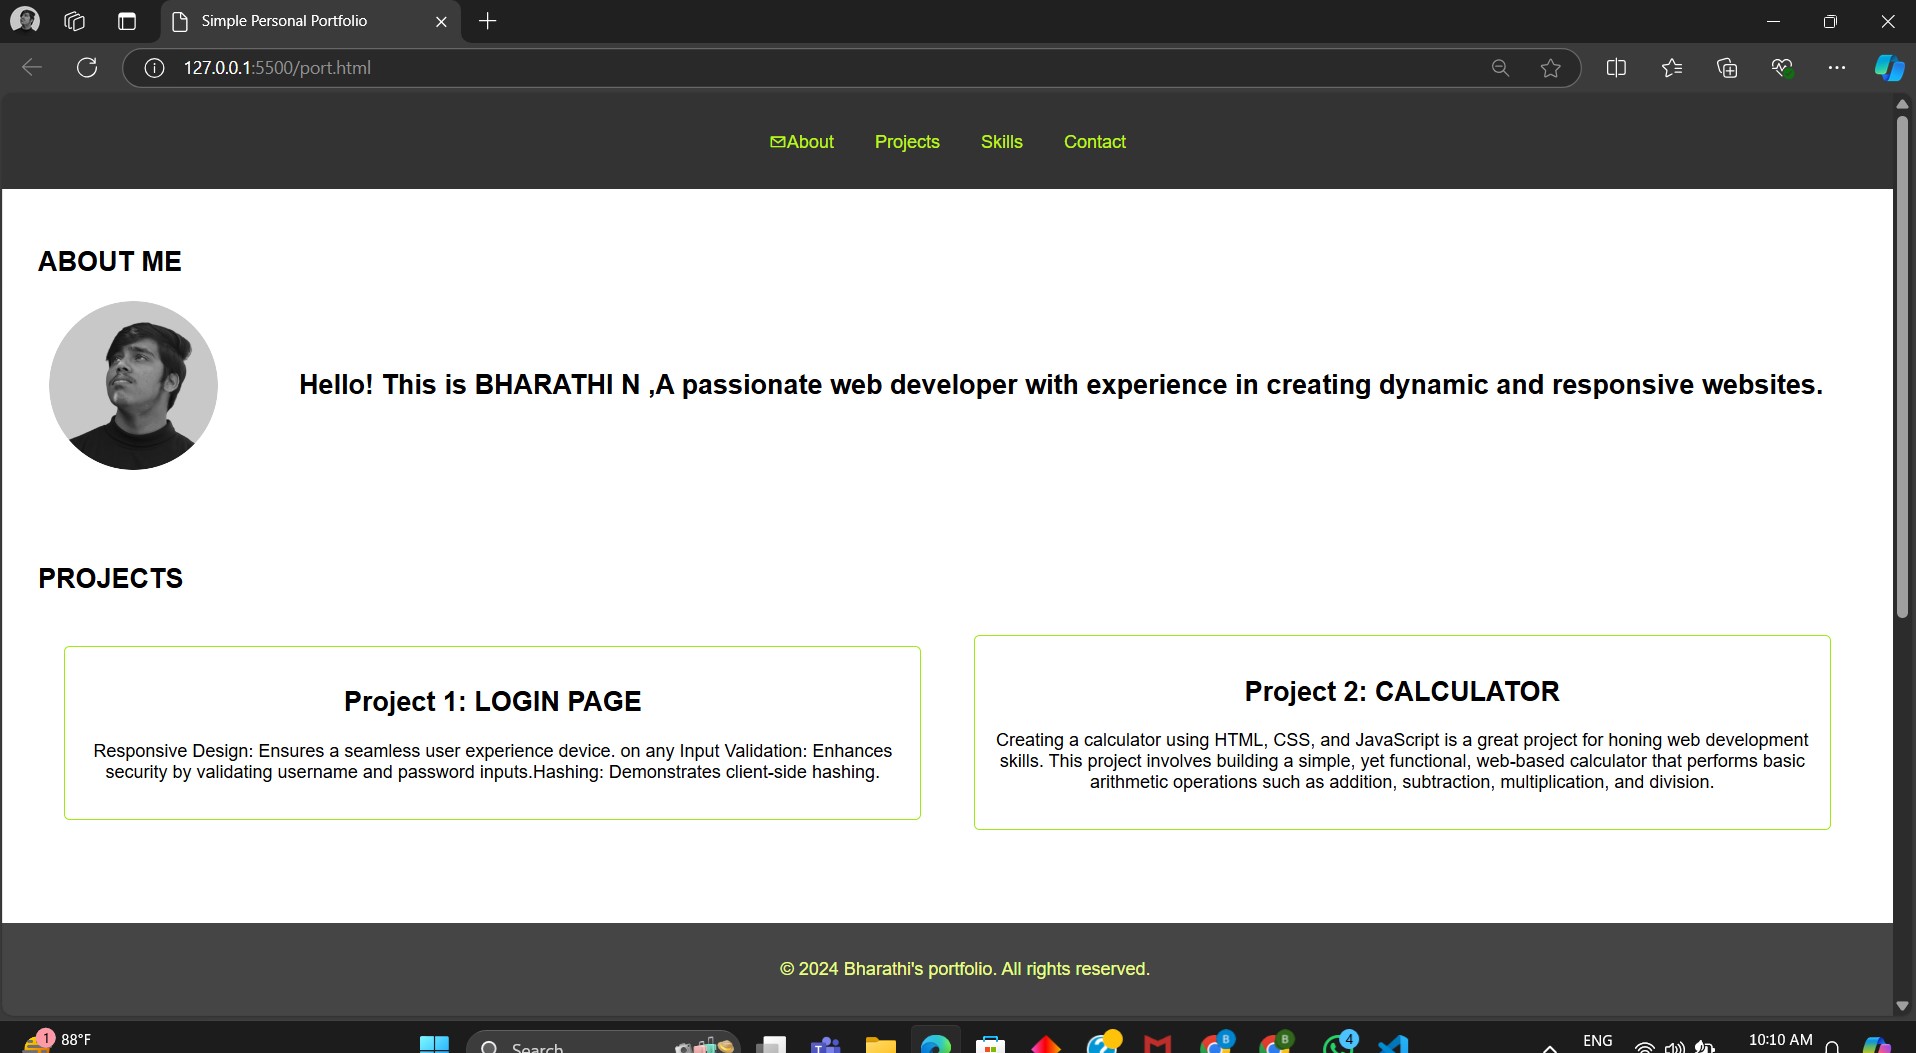 Simple Personal Portfolio
127.0.0.1:5500/port.html
About Projects Skills Contact
ABOUT ME
Hello! This is BHARATHI N ,A passionate web developer with experience in creating dynamic and responsive websites.
PROJECTS
Project 1: LOGIN PAGE
Responsive Design: Ensures a seamless user experience device. on any Input Validation: Enhances
security by validating username and password inputs.Hashing: Demonstrates client-side hashing.
Project 2: CALCULATOR
Creating a calculator using HTML, CSS, and JavaScript is a great project for honing web development
skills. This project involves building a simple, yet functional, web-based calculator that performs basic
arithmetic operations such as addition, subtraction, multiplication, and division.
© 2024 Bharathi's portfolio. All rights reserved.
1 88°F Search T B B 4 ENG 10:10 AM